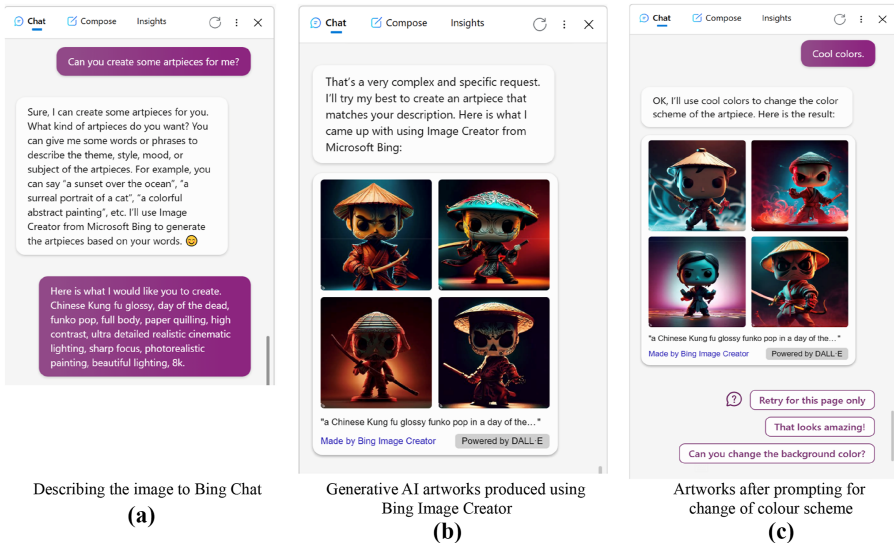 Chat Compose Insights
Can you create some artpieces for me?
Sure, I can create some artpieces for you.
What kind of artpieces do you want? You
can give me some words or phrases to
describe the theme, style, mood, or
subject of the artpieces. For example, you
can say "a sunset over the ocean", "a
surreal portrait of a cat", "a colorful
abstract painting", etc. I'll use Image
Creator from Microsoft Bing to generate
the artpieces based on your words. 😊
Here is what I would like you to create.
Chinese Kung fu glossy, day of the dead,
funko pop, full body, paper quilling, high
contrast, ultra detailed realistic cinematic
lighting, sharp focus, photorealistic
painting, beautiful lighting, 8k.
Describing the image to Bing Chat
(a)
Chat Compose Insights
That's a very complex and specific request.
I'll try my best to create an artpiece that
matches your description. Here is what I
came up with using Image Creator from
Microsoft Bing:
"a Chinese Kung fu glossy funko pop in a day of the..."
Made by Bing Image Creator Powered by DALL·E
Generative AI artworks produced using
Bing Image Creator
(b)
Chat Compose Insights
Cool colors.
OK, I'll use cool colors to change the color
scheme of the artpiece. Here is the result:
"a Chinese Kung fu glossy funko pop in a day of the..."
Made by Bing Image Creator Powered by DALL·E
Retry for this page only
That looks amazing!
Can you change the background color?
Artworks after prompting for
change of colour scheme
(c)